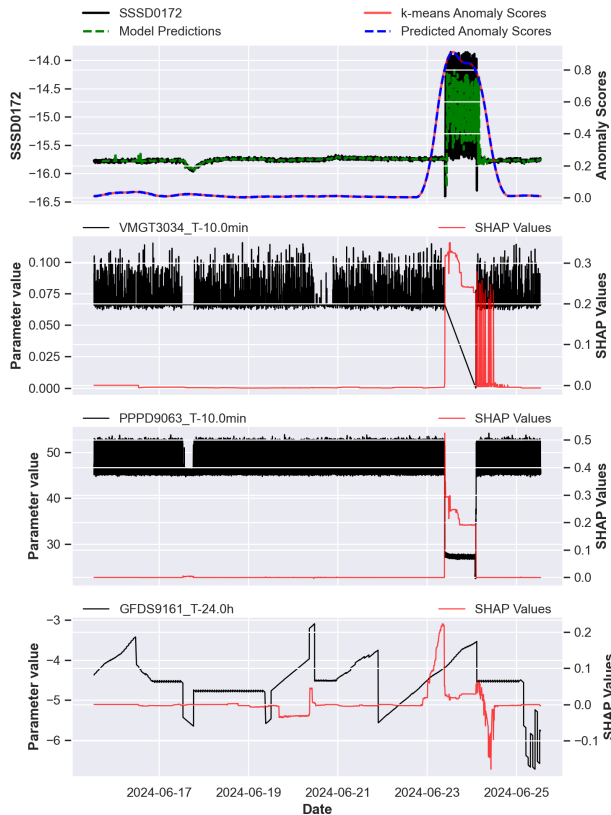 SSSD0172 k-means Anomaly Scores
Model Predictions Predicted Anomaly Scores
−14.0
−14.5
−15.0
−15.5
−16.0
−16.5
SSSD0172
0.8
0.6
0.4
0.2
0.0
Anomaly Scores
VMGT3034_T-10.0min SHAP Values
0.100
0.075
0.050
0.025
0.000
Parameter value
0.3
0.2
0.1
0.0
SHAP Values
PPPD9063_T-10.0min SHAP Values
50
40
30
Parameter value
0.5
0.4
0.3
0.2
0.1
0.0
SHAP Values
GFDS9161_T-24.0h SHAP Values
−3
−4
−5
−6
Parameter value
0.2
0.1
0.0
−0.1
SHAP Values
2024-06-17 2024-06-19 2024-06-21 2024-06-23 2024-06-25
Date